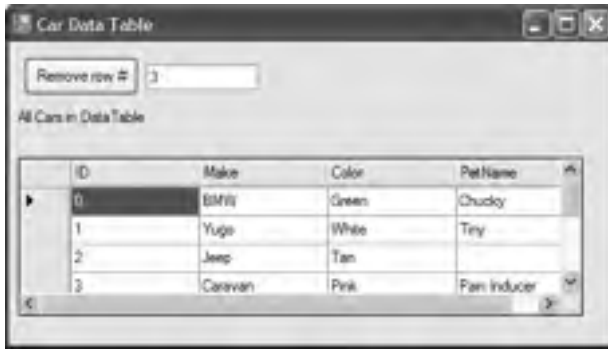 Car Data Table
Remove row # 3
All Cars in DataTable
ID Make Color PetName
0 BMW Green Chucky
1 Yugo White Tiny
2 Jeep Tan
3 Caravan Pink Pain Inducer